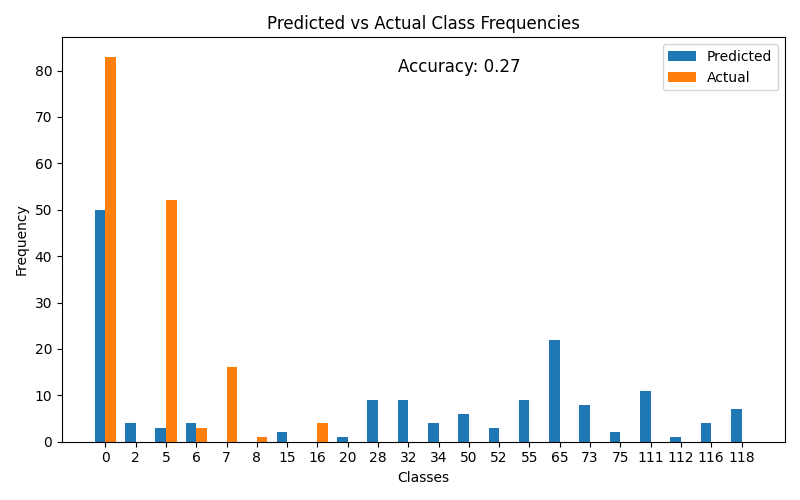 Predicted vs Actual Class Frequencies
Accuracy: 0.27
Predicted
Actual
Frequency
80
70
60
50
40
30
20
10
0
0 2 5 6 7 8 15 16 20 28 32 34 50 52 55 65 73 75 111 112 116 118
Classes